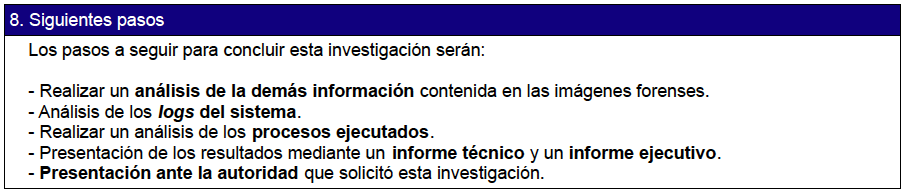 8. Siguientes pasos
Los pasos a seguir para concluir esta investigación serán:
- Realizar un análisis de la demás información contenida en las imágenes forenses.
- Análisis de los logs del sistema.
- Realizar un análisis de los procesos ejecutados.
- Presentación de los resultados mediante un informe técnico y un informe ejecutivo.
- Presentación ante la autoridad que solicitó esta investigación.